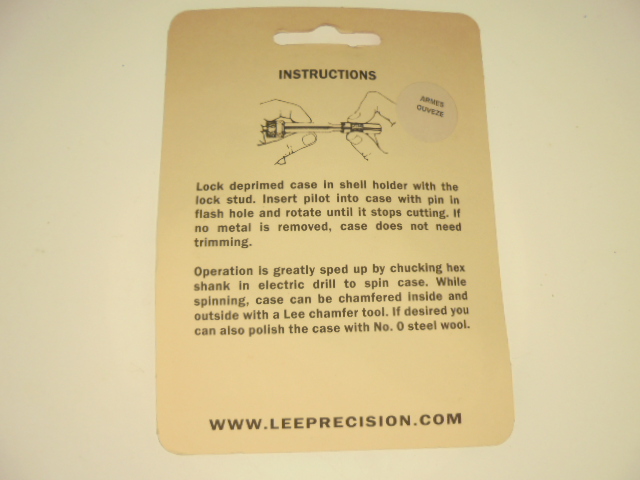 INSTRUCTIONS
ARMES
OUVEZE
Lock deprimed case in shell holder with the
lock stud. Insert pilot into case with pin in
flash hole and rotate until it stops cutting. If
no metal is removed, case does not need
trimming.
Operation is greatly sped up by chucking hex
shank in electric drill to spin case. While
spinning, case can be chamfered inside and
outside with a Lee chamfer tool. If desired you
can also polish the case with No. 0 steel wool.
WWW.LEEPRECISION.COM